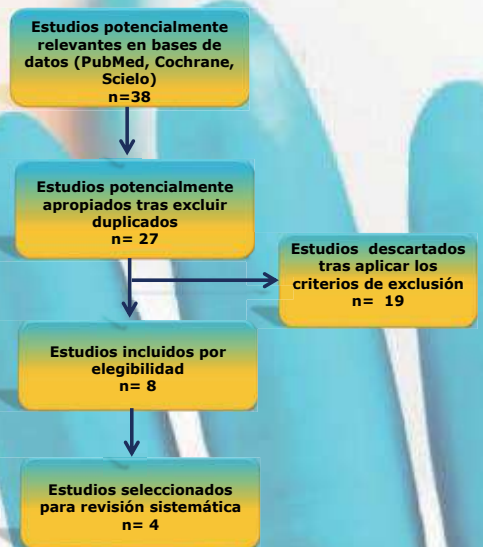 Estudios potencialmente
relevantes en bases de
datos (PubMed, Cochrane,
Scielo)
n=38
Estudios potencialmente
apropiados tras excluir
duplicados
n= 27
Estudios descartados
tras aplicar los
criterios de exclusión
n= 19
Estudios incluidos por
elegibilidad
n= 8
Estudios seleccionados
para revisión sistemática
n= 4